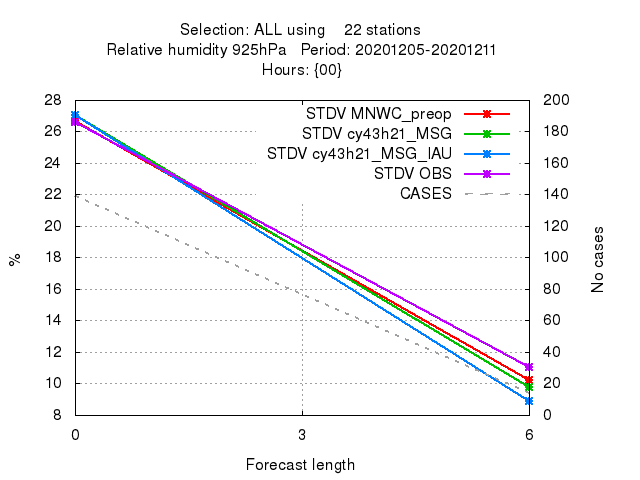 Selection: ALL using    22 stations
Relative humidity 925hPa   Period: 20201205-20201211
Hours: {00}
28
26
24
22
20
18
16
14
12
10
8
%
STDV MNWC_preop
STDV cy43h21_MSG
STDV cy43h21_MSG_IAU
STDV OBS
CASES
200
180
160
140
120
100
80
60
40
20
0
No cases
0 3 6
Forecast length